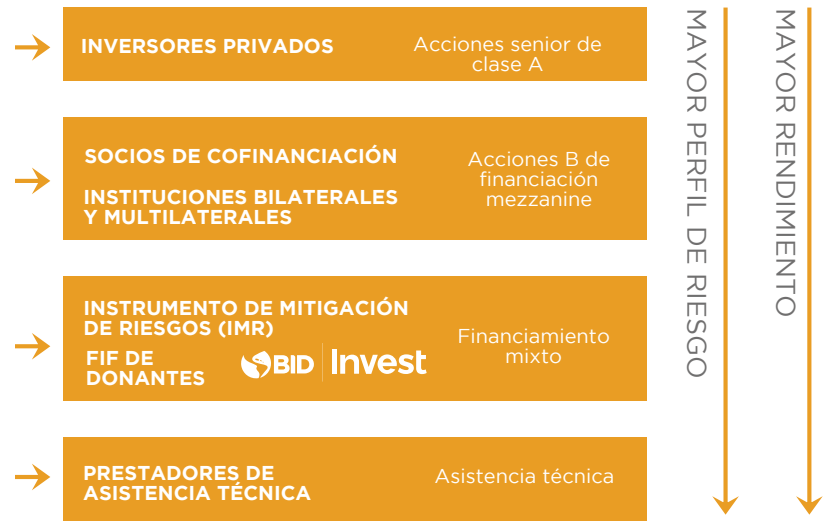 INVERSORES PRIVADOS
Acciones senior de
clase A
SOCIOS DE COFINANCIACIÓN
INSTITUCIONES BILATERALES
Y MULTILATERALES
Acciones B de
financiación
mezzanine
INSTRUMENTO DE MITIGACIÓN
DE RIESGOS (IMR)
FIF DE
DONANTES
BID Invest
Financiamiento
mixto
PRESTADORES DE
ASISTENCIA TÉCNICA
Asistencia técnica
MAYOR PERFIL DE RIESGO
MAYOR RENDIMIENTO